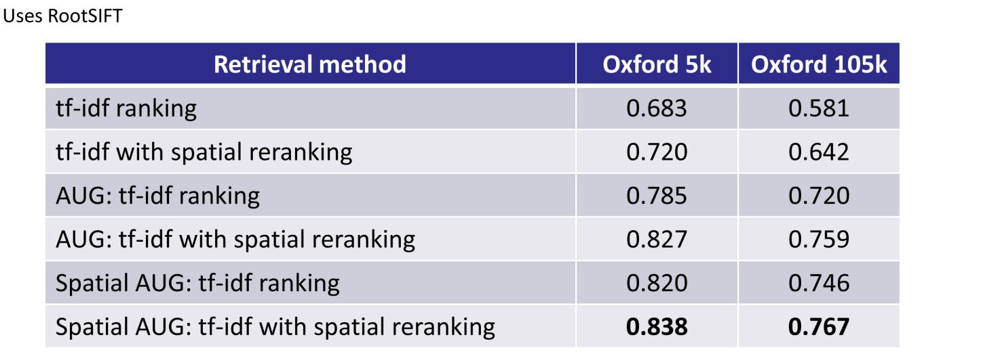 Uses RootSIFT
Retrieval method Oxford 5k Oxford 105k
tf-idf ranking 0.683 0.581
tf-idf with spatial reranking 0.720 0.642
AUG: tf-idf ranking 0.785 0.720
AUG: tf-idf with spatial reranking 0.827 0.759
Spatial AUG: tf-idf ranking 0.820 0.746
Spatial AUG: tf-idf with spatial reranking 0.838 0.767